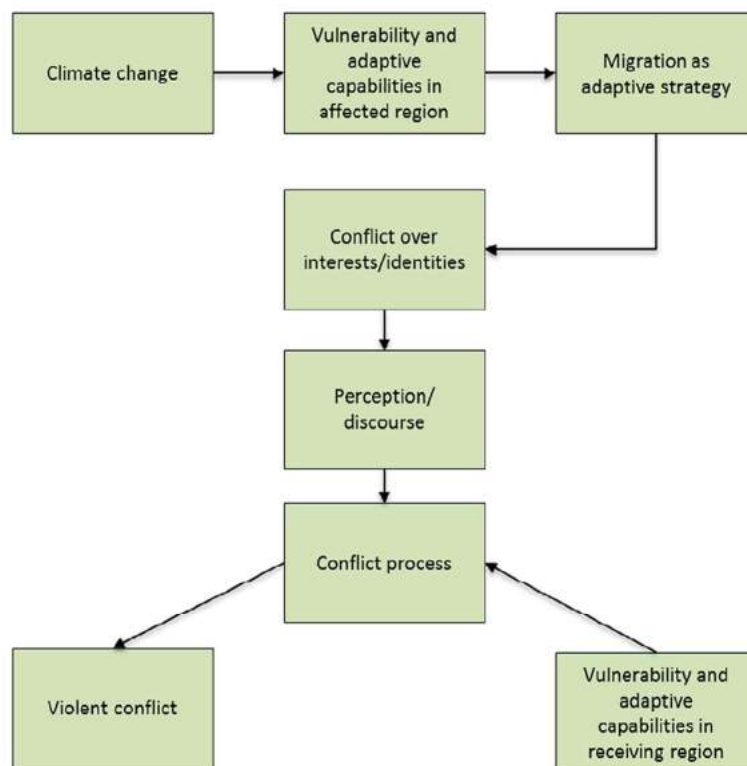 Climate change
Vulnerability and
adaptive
capabilities in
affected region
Migration as
adaptive strategy
Conflict over
interests/identities
Perception/
discourse
Conflict process
Violent conflict
Vulnerability and
adaptive
capabilities in
receiving region